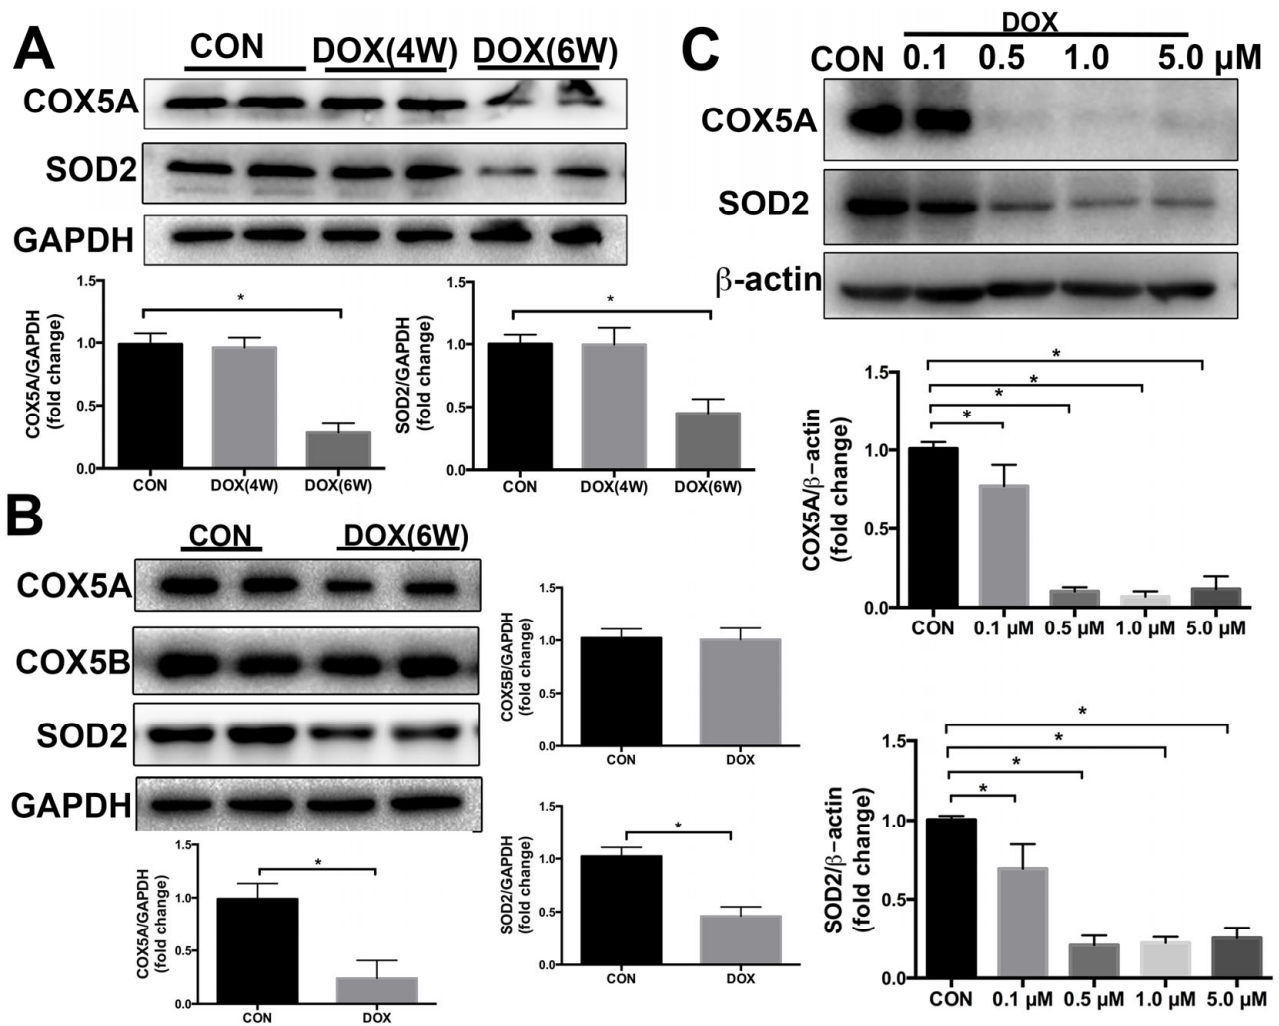 A
CON DOX(4W) DOX(6W)
COX5A
SOD2
GAPDH
1.5
1.0
0.5
0.0
COX5A/GAPDH
(fold change)
*
CON DOX(4W) DOX(6W)
1.5
1.0
0.5
0.0
SOD2/GAPDH
(fold change)
*
CON DOX(4W) DOX(6W)
B
CON DOX(6W)
COX5A
COX5B
SOD2
GAPDH
1.5
1.0
0.5
0.0
COX5A/GAPDH
(fold change)
*
CON DOX
1.5
1.0
0.5
0.0
COX5B/GAPDH
(fold change)
CON DOX
1.5
1.0
0.5
0.0
SOD2/GAPDH
(fold change)
*
CON DOX
C
DOX
CON 0.1 0.5 1.0 5.0 µM
COX5A
SOD2
β-actin
1.5
1.0
0.5
0.0
COX5A/β−actin
(fold change)
*
*
*
*
CON 0.1 µM 0.5 µM 1.0 µM 5.0 µM
1.5
1.0
0.5
0.0
SOD2/β−actin
(fold change)
*
*
*
*
CON 0.1 µM 0.5 µM 1.0 µM 5.0 µM